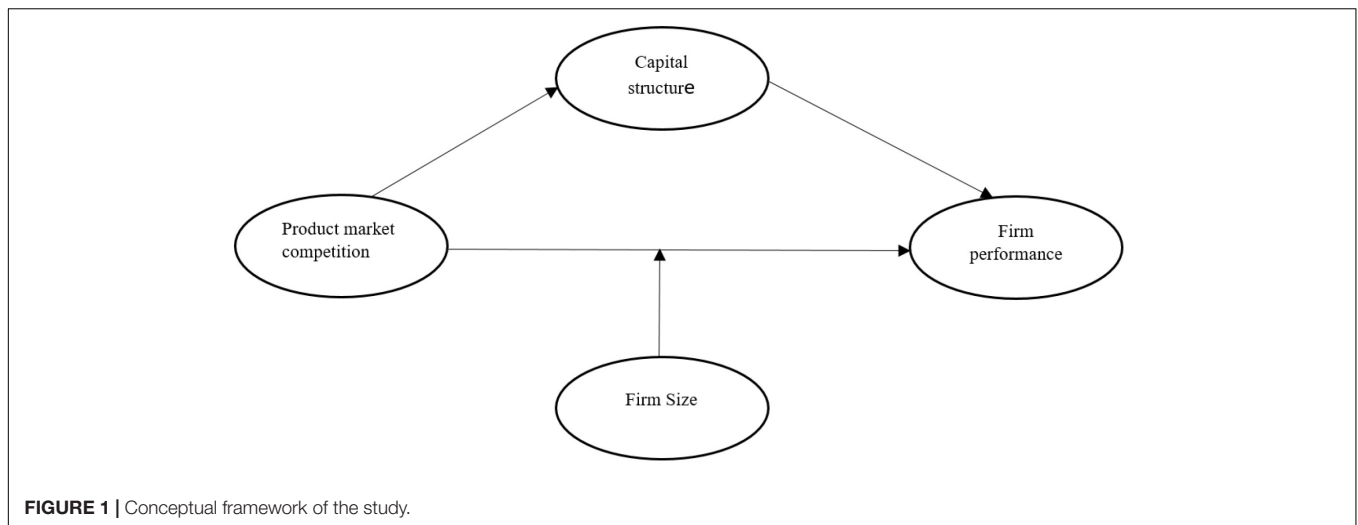 Capital
structure
Product market
competition
Firm
performance
Firm Size
FIGURE 1 | Conceptual framework of the study.